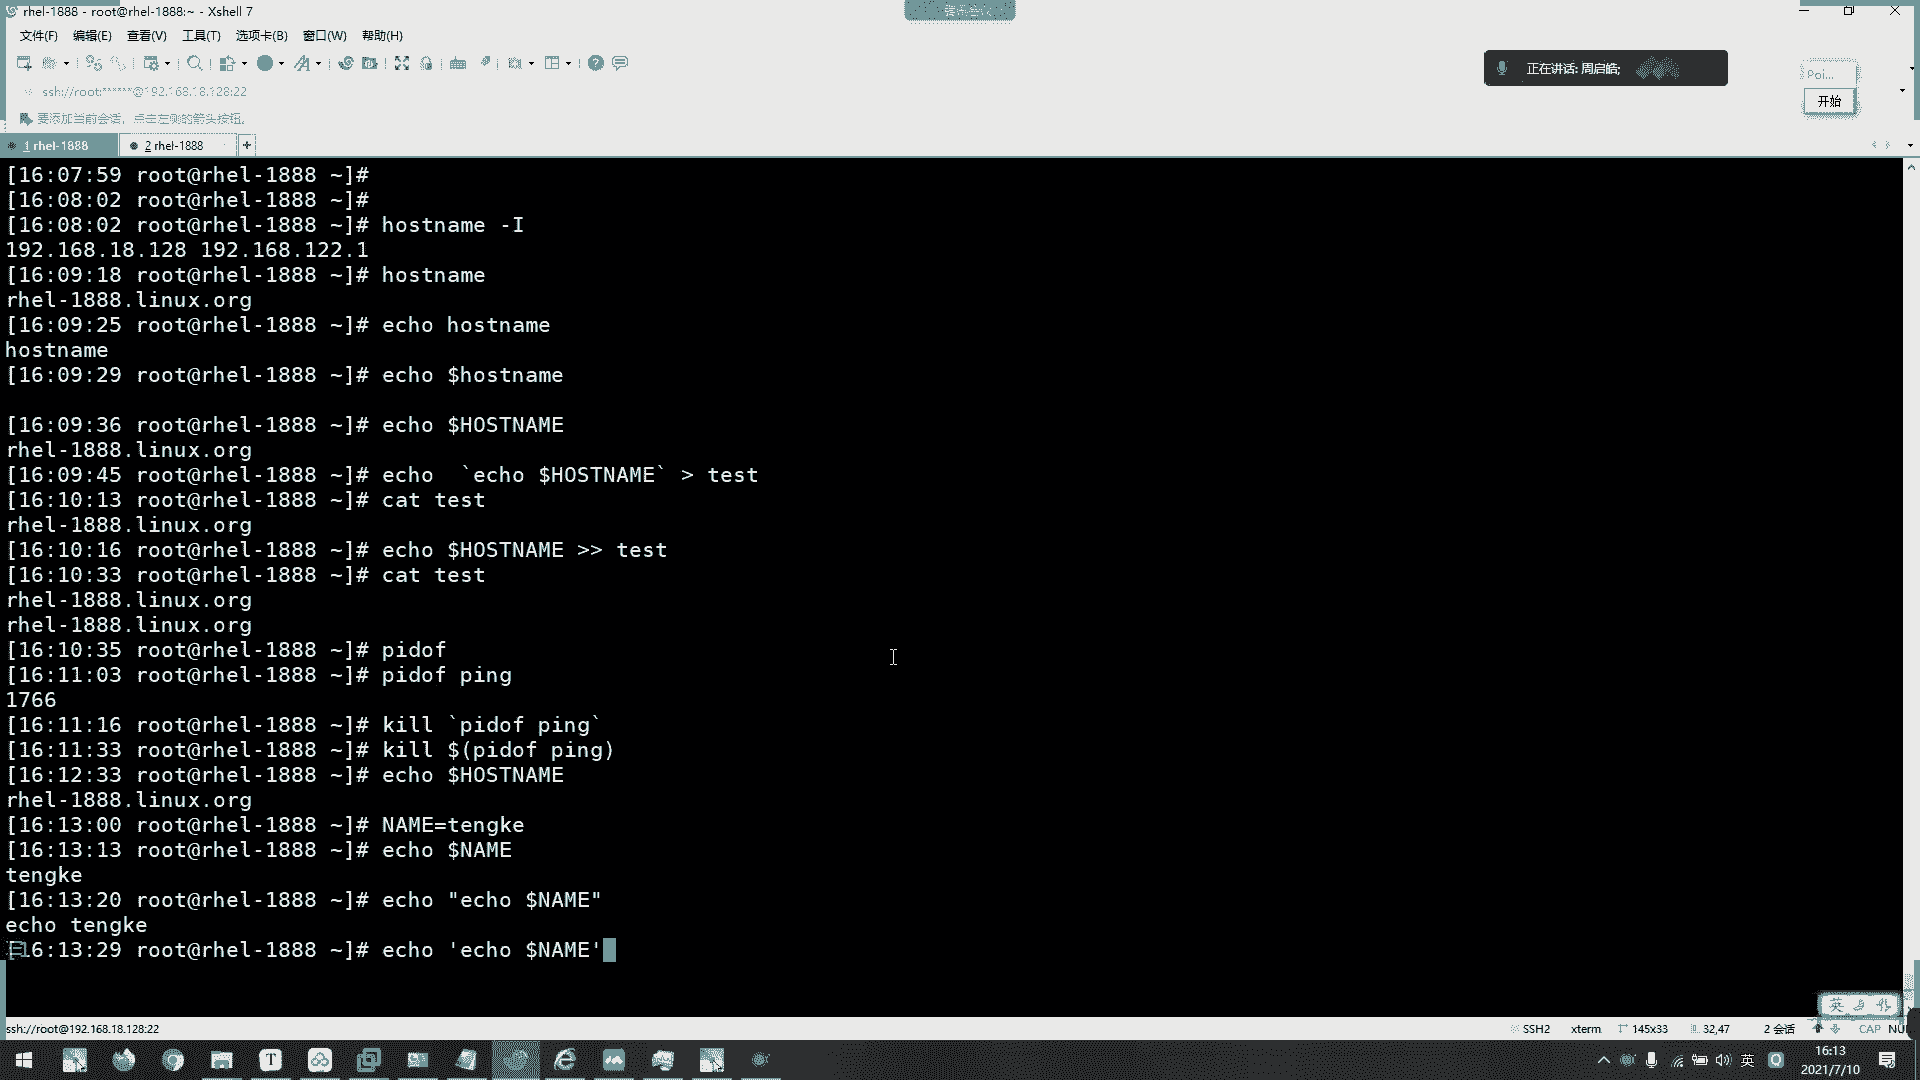 rhel-1888 - root@rhel-1888:~ - Xshell 7
文件(F) 编辑(E) 查看(V) 工具(T) 选项卡(B) 窗口(W) 帮助(H)
正在讲话: 周启皓;
Poi...
开始
ssh://root:******@192.168.18.128:22
要添加当前会话，点击左侧的箭头按钮。
1 rhel-1888
2 rhel-1888
+
[16:07:59 root@rhel-1888 ~]#
[16:08:02 root@rhel-1888 ~]#
[16:08:02 root@rhel-1888 ~]# hostname -I
192.168.18.128 192.168.122.1
[16:09:18 root@rhel-1888 ~]# hostname
rhel-1888.linux.org
[16:09:25 root@rhel-1888 ~]# echo hostname
hostname
[16:09:29 root@rhel-1888 ~]# echo $hostname
[16:09:36 root@rhel-1888 ~]# echo $HOSTNAME
rhel-1888.linux.org
[16:09:45 root@rhel-1888 ~]# echo  `echo $HOSTNAME` > test
[16:10:13 root@rhel-1888 ~]# cat test
rhel-1888.linux.org
[16:10:16 root@rhel-1888 ~]# echo $HOSTNAME >> test
[16:10:33 root@rhel-1888 ~]# cat test
rhel-1888.linux.org
rhel-1888.linux.org
[16:10:35 root@rhel-1888 ~]# pidof
[16:11:03 root@rhel-1888 ~]# pidof ping
1766
[16:11:16 root@rhel-1888 ~]# kill `pidof ping`
[16:11:33 root@rhel-1888 ~]# kill $(pidof ping)
[16:12:33 root@rhel-1888 ~]# echo $HOSTNAME
rhel-1888.linux.org
[16:13:00 root@rhel-1888 ~]# NAME=tengke
[16:13:13 root@rhel-1888 ~]# echo $NAME
tengke
[16:13:20 root@rhel-1888 ~]# echo "echo $NAME"
echo tengke
[16:13:29 root@rhel-1888 ~]# echo 'echo $NAME'
英
ssh://root@192.168.18.128:22
SSH2 xterm 145x33 32,47 2 会话 CAP NU
英
16:13
2021/7/10